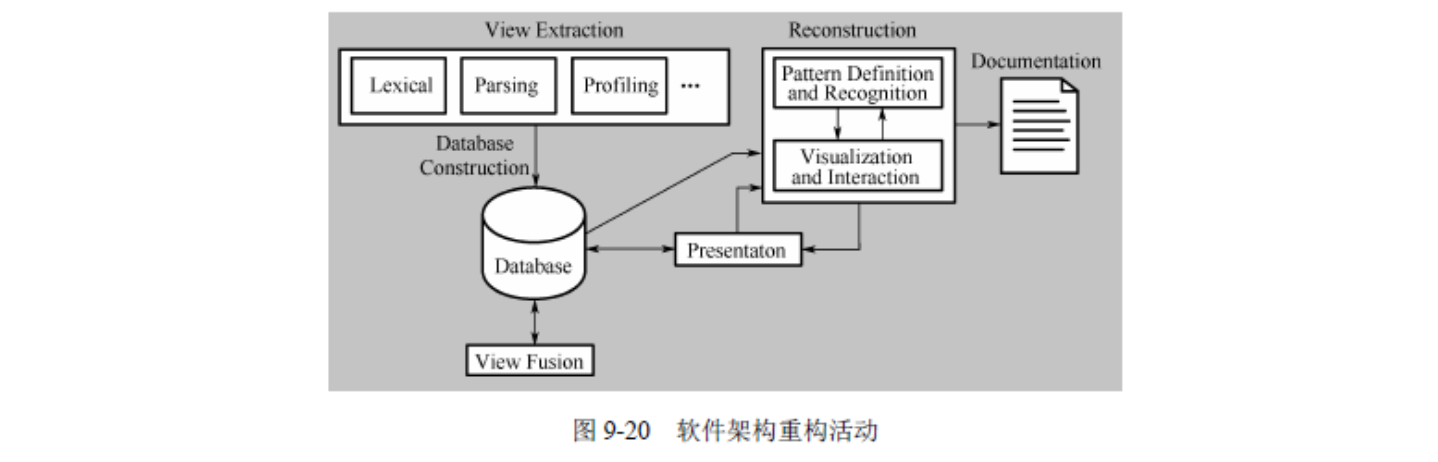 View Extraction
Lexical
Parsing
Profiling
...
Database
Construction
Database
View Fusion
Presentaton
Reconstruction
Pattern Definition
and Recognition
Visualization
and Interaction
Documentation
图 9-20 软件架构重构活动